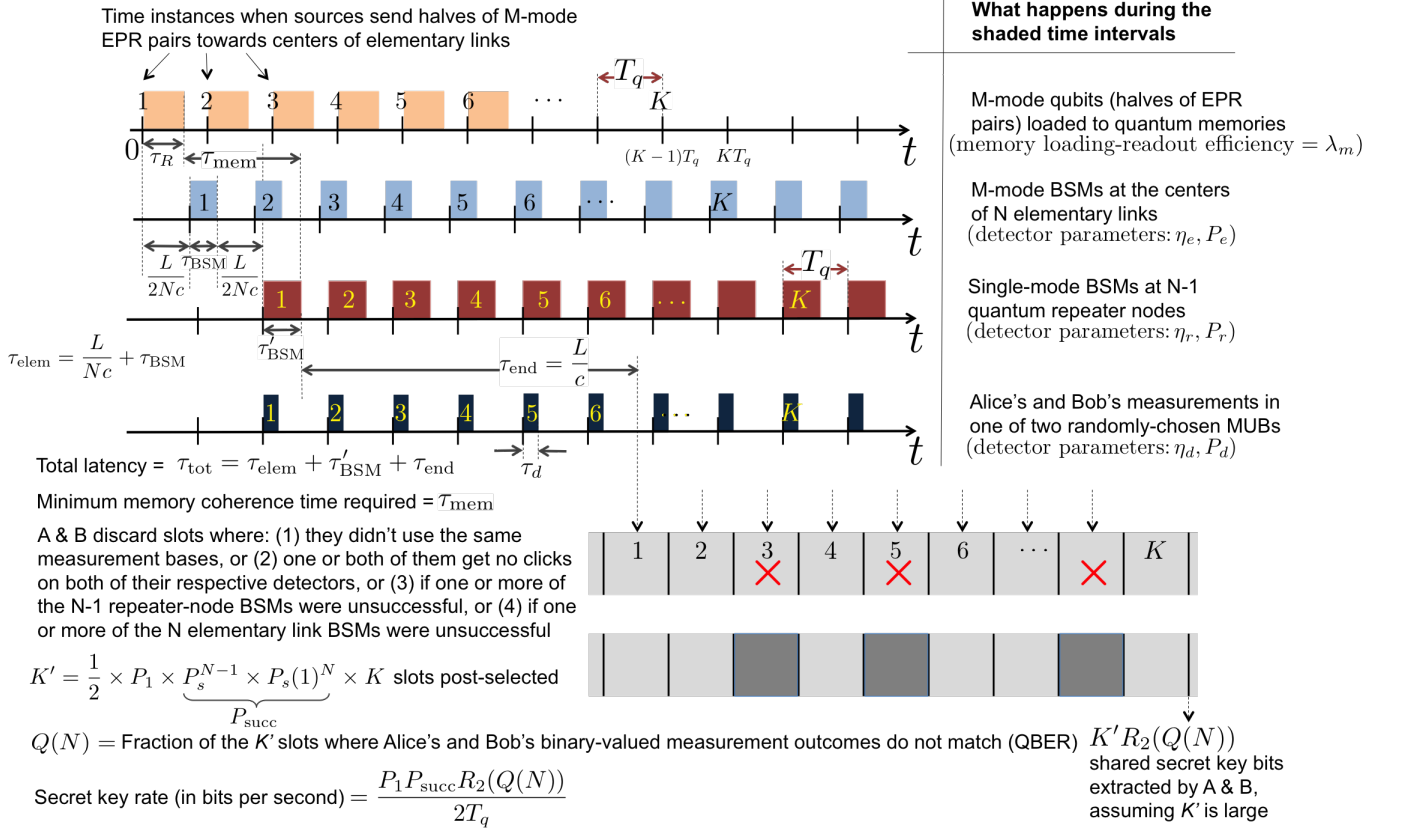 Time instances when sources send halves of M-mode
EPR pairs towards centers of elementary links
What happens during the
shaded time intervals
1 2 3 4 5 6 ··· T_q K
0 τ_R τ_mem (K − 1)T_q KT_q t
M-mode qubits (halves of EPR
pairs) loaded to quantum memories
(memory loading-readout efficiency = λ_m)
1 2 3 4 5 6 ··· K
t
L/2Nc τ_BSM L/2Nc
M-mode BSMs at the centers
of N elementary links
(detector parameters: η_e, P_e)
T_q
1 2 3 4 5 6 ··· K
t
τ′_BSM
Single-mode BSMs at N-1
quantum repeater nodes
(detector parameters: η_r, P_r)
τ_elem = L/Nc + τ_BSM
τ_end = L/c
1 2 3 4 5 6 ··· K
t
τ_d
Alice's and Bob's measurements in
one of two randomly-chosen MUBs
(detector parameters: η_d, P_d)
Total latency = τ_tot = τ_elem + τ′_BSM + τ_end
Minimum memory coherence time required = τ_mem
A & B discard slots where: (1) they didn't use the same
measurement bases, or (2) one or both of them get no clicks
on both of their respective detectors, or (3) if one or more of
the N-1 repeater-node BSMs were unsuccessful, or (4) if one
or more of the N elementary link BSMs were unsuccessful
1 2 3 4 5 6 ··· K
K′ = 1/2 × P_1 × P_s^{N−1} × P_s(1)^N × K slots post-selected
P_succ
Q(N) = Fraction of the K' slots where Alice's and Bob's binary-valued measurement outcomes do not match (QBER)
K′R_2(Q(N))
shared secret key bits
extracted by A & B,
assuming K' is large
Secret key rate (in bits per second) = P_1P_succR_2(Q(N))/2T_q